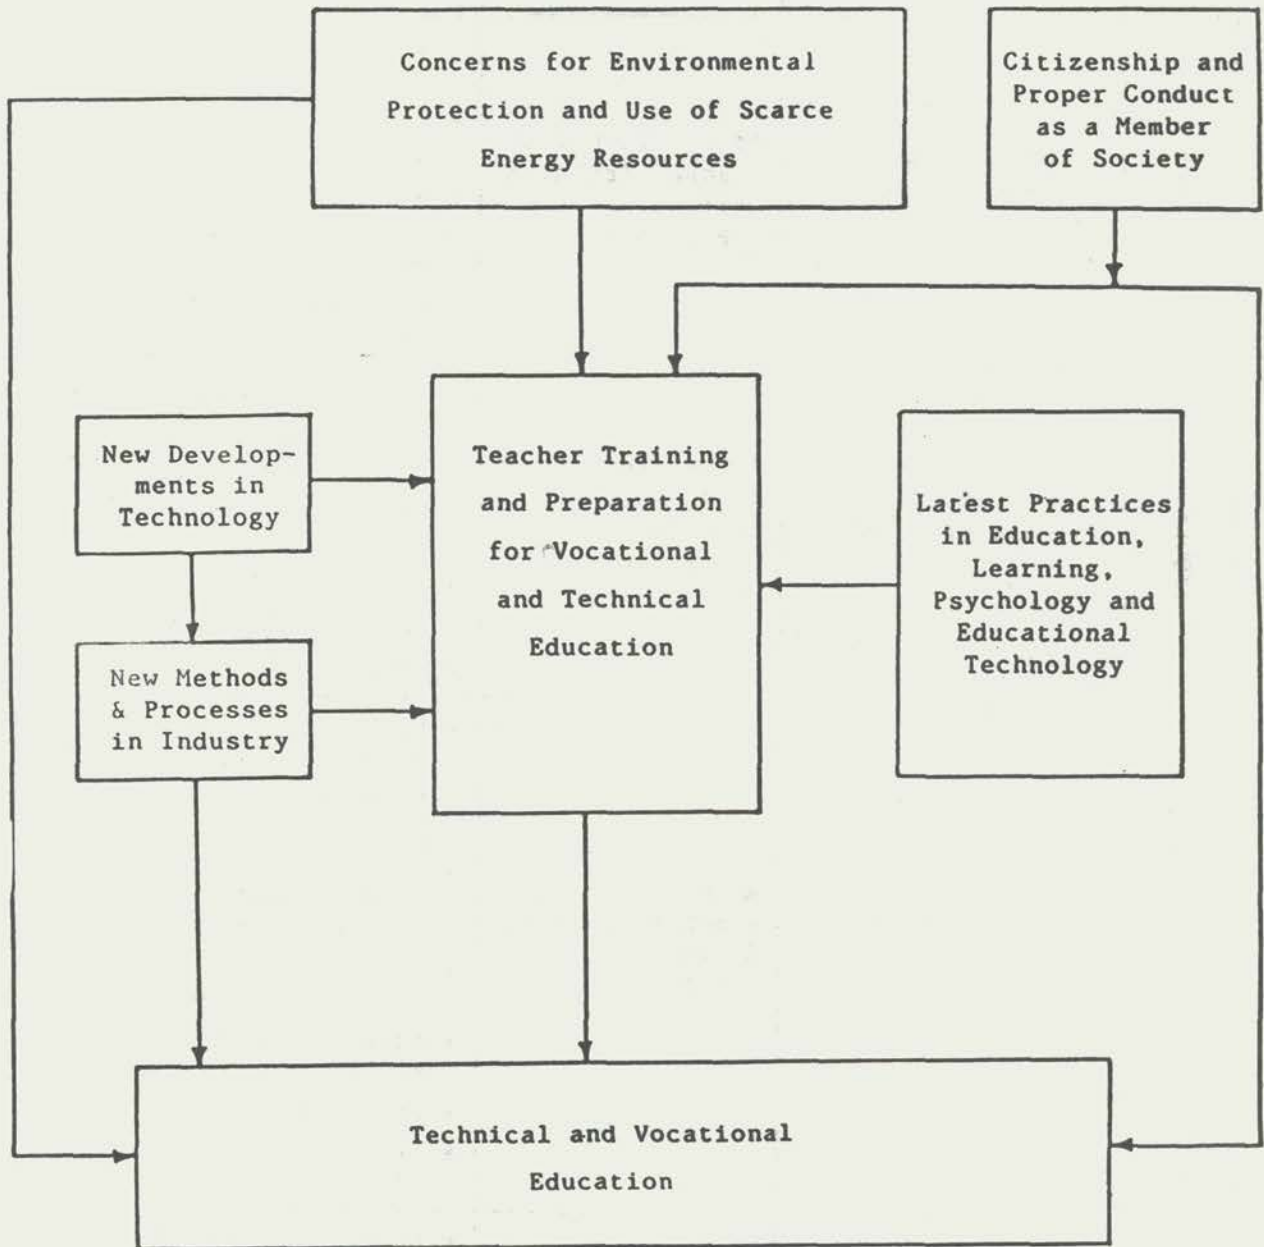 Concerns for Environmental
Protection and Use of Scarce
Energy Resources
Citizenship and
Proper Conduct
as a Member
of Society
New Develop-
ments in
Technology
Teacher Training
and Preparation
for Vocational
and Technical
Education
Latest Practices
in Education,
Learning,
Psychology and
Educational
Technology
New Methods
& Processes
in Industry
Technical and Vocational
Education